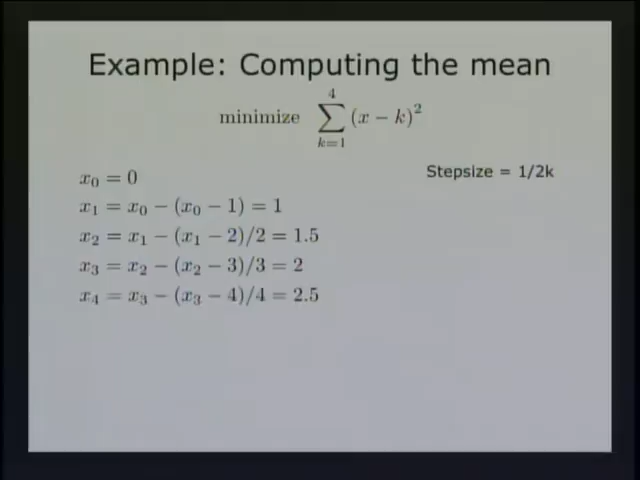 Example: Computing the mean
minimize $\sum_{k=1}^{4} (x - k)^2$
Stepsize = 1/2k
$x_0 = 0$
$x_1 = x_0 - (x_0 - 1) = 1$
$x_2 = x_1 - (x_1 - 2)/2 = 1.5$
$x_3 = x_2 - (x_2 - 3)/3 = 2$
$x_4 = x_3 - (x_3 - 4)/4 = 2.5$